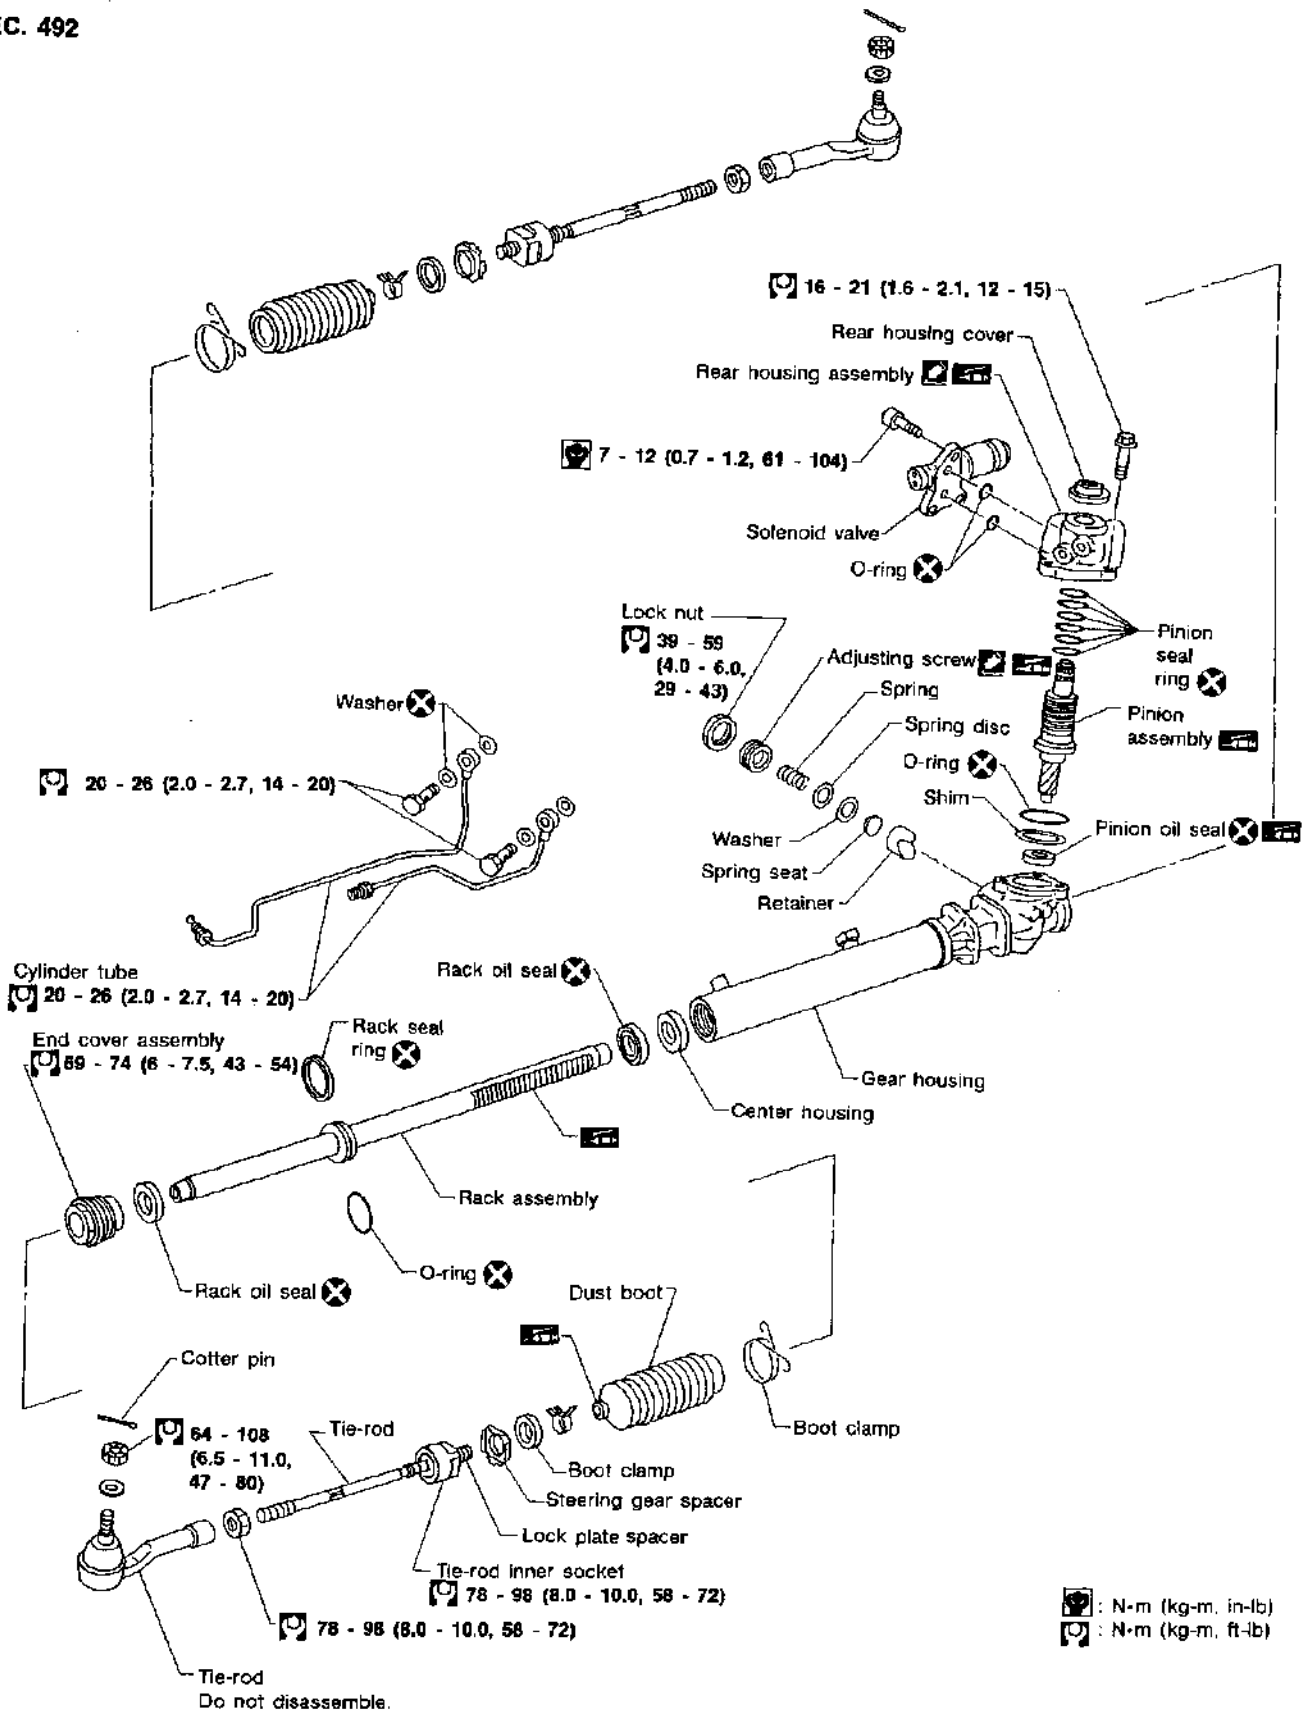 EC. 492
16 - 21 (1.6 - 2.1, 12 - 15)
Rear housing cover
Rear housing assembly
7 - 12 (0.7 - 1.2, 61 - 104)
Solenoid valve
O-ring
Lock nut
39 - 59
(4.0 - 6.0,
29 - 43)
Adjusting screw
Spring
Spring disc
Pinion
seal
ring
Pinion
assembly
O-ring
Shim
Pinion oil seal
Washer
20 - 26 (2.0 - 2.7, 14 - 20)
Washer
Spring seat
Retainer
Cylinder tube
20 - 26 (2.0 - 2.7, 14 - 20)
Rack oil seal
End cover assembly
59 - 74 (6 - 7.5, 43 - 54)
Rack seal
ring
Gear housing
Center housing
Rack assembly
O-ring
Rack oil seal
Dust boot
Cotter pin
64 - 108
(6.5 - 11.0,
47 - 80)
Tie-rod
Boot clamp
Boot clamp
Steering gear spacer
Lock plate spacer
Tie-rod inner socket
78 - 98 (8.0 - 10.0, 58 - 72)
78 - 98 (8.0 - 10.0, 58 - 72)
Tie-rod
Do not disassemble.
: N•m (kg-m, in-lb)
: N•m (kg-m, ft-lb)